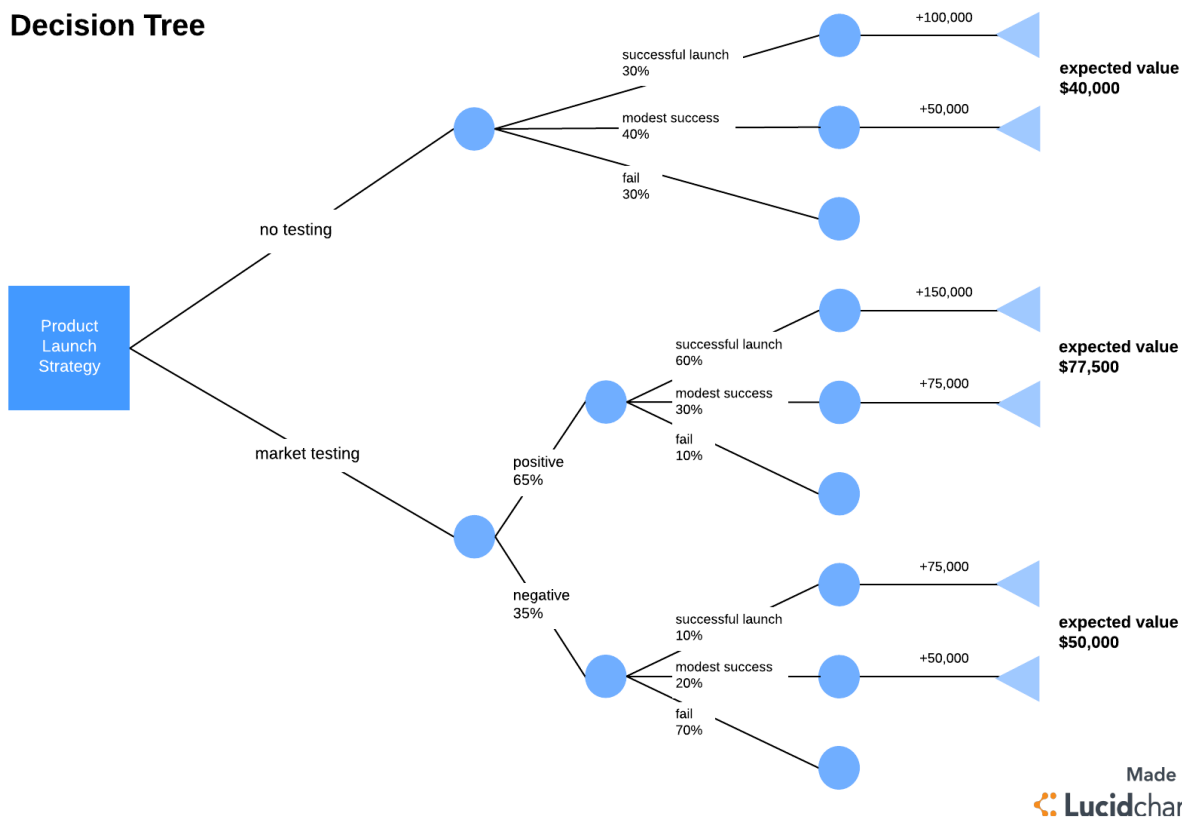 Decision Tree
+100,000
successful launch
30%
expected value
$40,000
modest success
40%
+50,000
fail
30%
no testing
Product
Launch
Strategy
+150,000
successful launch
60%
expected value
$77,500
modest success
30%
+75,000
fail
10%
market testing
positive
65%
negative
35%
+75,000
successful launch
10%
expected value
$50,000
modest success
20%
+50,000
fail
70%
Made
Lucidchar